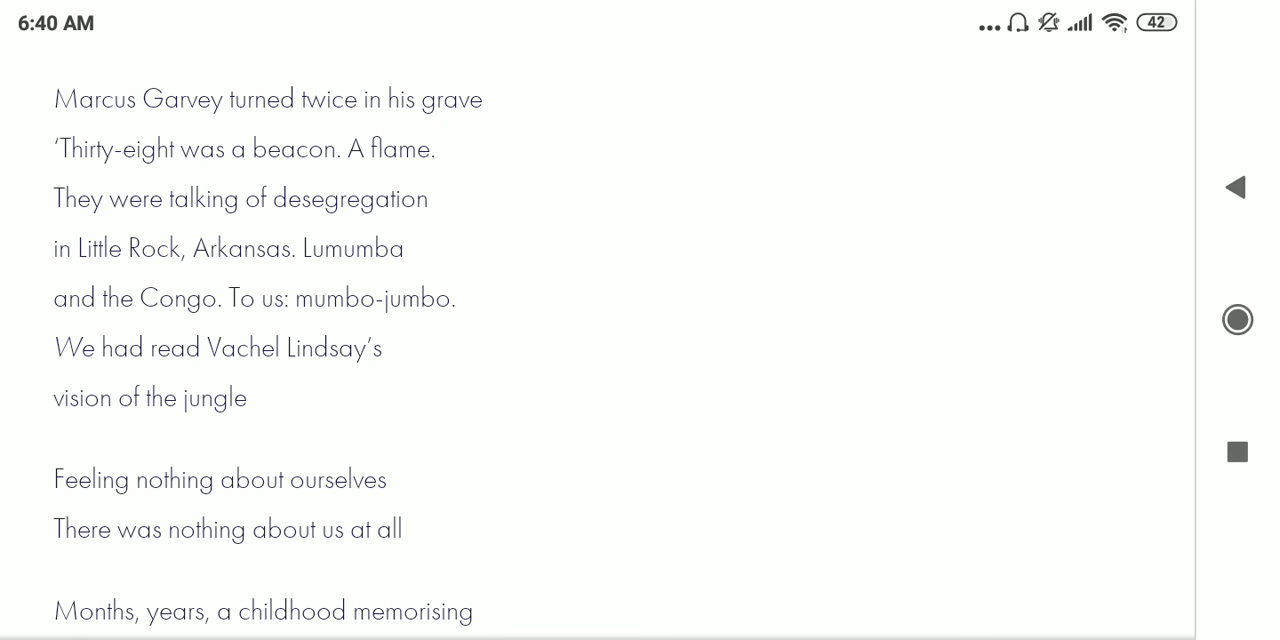 6:40 AM
42
Marcus Garvey turned twice in his grave
‘Thirty-eight was a beacon. A flame.
They were talking of desegregation
in Little Rock, Arkansas. Lumumba
and the Congo. To us: mumbo-jumbo.
We had read Vachel Lindsay’s
vision of the jungle
Feeling nothing about ourselves
There was nothing about us at all
Months, years, a childhood memorising